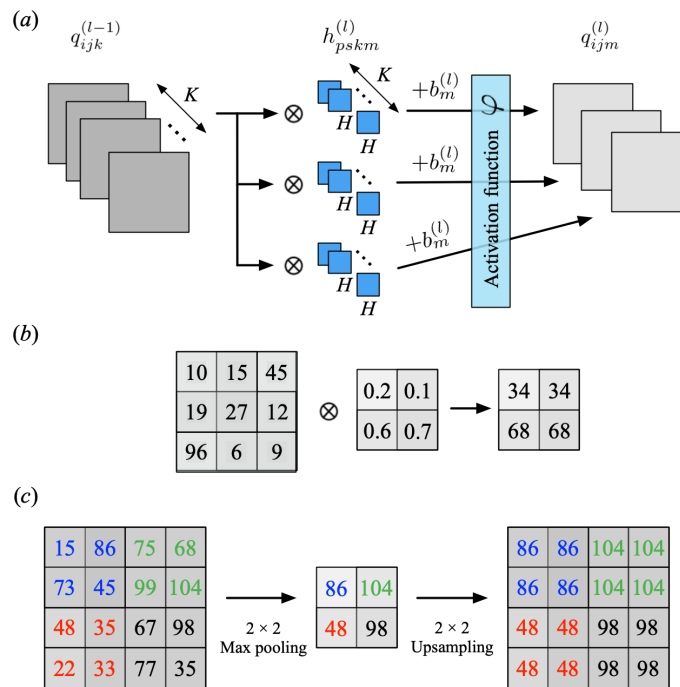 (a)
q_{ijk}^{(l−1)} h_{pskm}^{(l)} q_{ijm}^{(l)}
K K
+b_m^{(l)} φ
H
H
+b_m^{(l)}
H
H
+b_m^{(l)}
H
H
Activation function
(b)
10 15 45
19 27 12
96 6 9
⊗
0.2 0.1
0.6 0.7
34 34
68 68
(c)
15 86 75 68
73 45 99 104
48 35 67 98
22 33 77 35
2 × 2
Max pooling
86 104
48 98
2 × 2
Upsampling
86 86 104 104
86 86 104 104
48 48 98 98
48 48 98 98